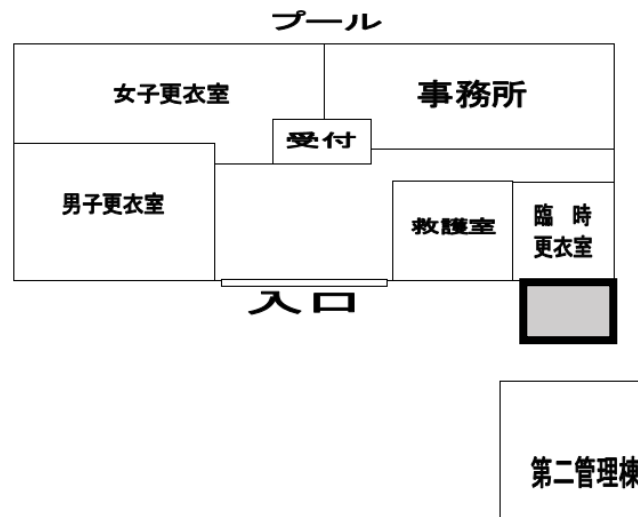 プール
女子更衣室
事務所
受付
男子更衣室
救護室
臨　時
更衣室
入口
第二管理棟